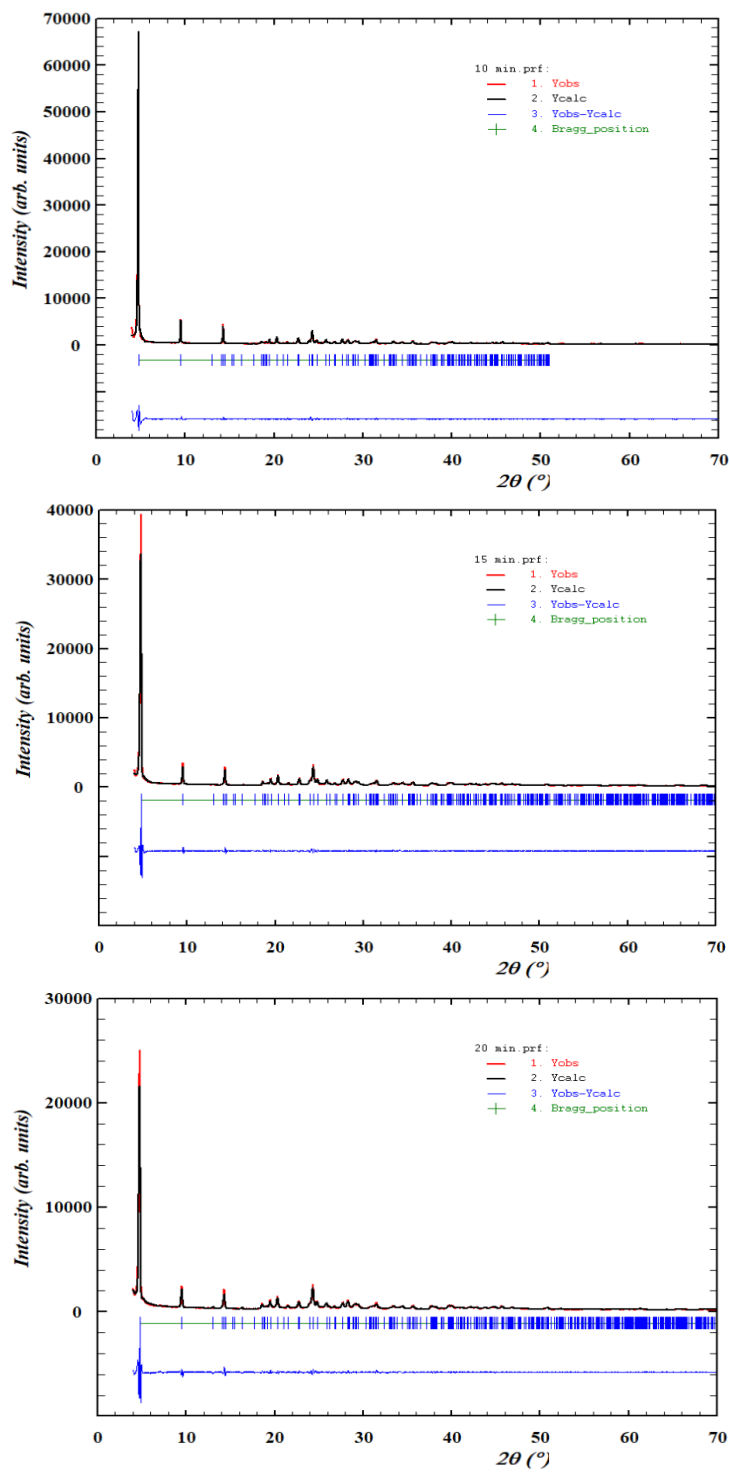 70000
60000
50000
40000
30000
20000
10000
0
Intensity (arb. units)
10 min.prf:
1. Yobs
2. Ycalc
3. Yobs-Ycalc
4. Bragg_position
0 10 20 30 40 50 60 70
2θ (°)
40000
30000
20000
10000
0
Intensity (arb. units)
15 min.prf:
1. Yobs
2. Ycalc
3. Yobs-Ycalc
4. Bragg_position
0 10 20 30 40 50 60 70
2θ (°)
30000
20000
10000
0
Intensity (arb. units)
20 min.prf:
1. Yobs
2. Ycalc
3. Yobs-Ycalc
4. Bragg_position
0 10 20 30 40 50 60 70
2θ (°)